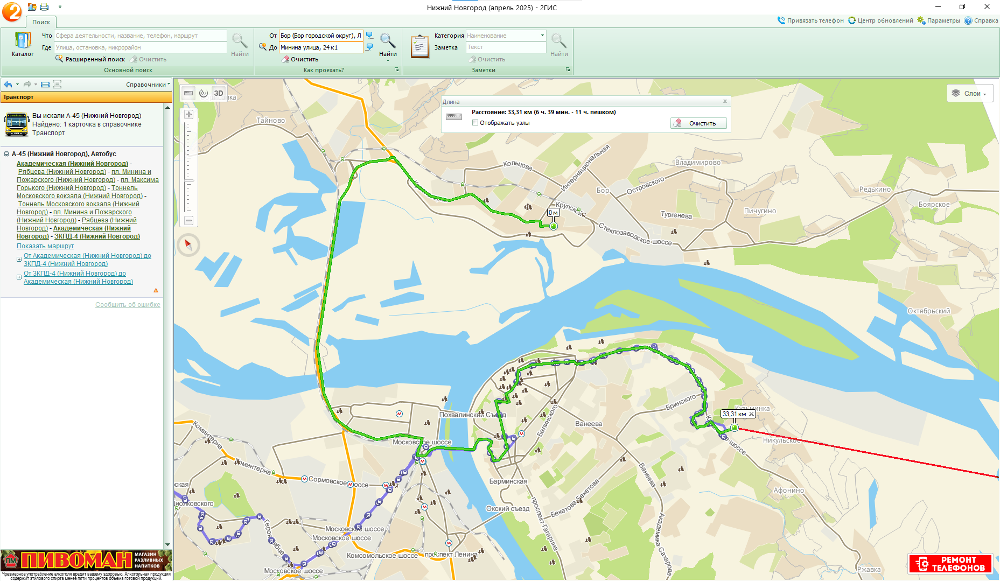 Нижний Новгород (апрель 2025) - 2ГИС
Поиск
Привязать телефон
Центр обновлений
Параметры
Справка
Каталог
Что
Сфера деятельности, название, телефон, маршрут
Где
Улица, остановка, микрорайон
Найти
Расширенный поиск
Очистить
Основной поиск
От
Бор (Бор городской округ), Л
До
Минина улица, 24 к1
Найти
Очистить
Как проехать?
Категория
Наименование
Заметка
Текст
Найти
Очистить
Заметки
Справочники
Транспорт
Вы искали А-45 (Нижний Новгород)
Найдено: 1 карточка в справочнике
Транспорт
А-45 (Нижний Новгород), Автобус
Академическая (Нижний Новгород) -
Рябцева (Нижний Новгород) - пл. Минина и
Пожарского (Нижний Новгород) - пл. Максима
Горького (Нижний Новгород) - Тоннель
Московского вокзала (Нижний Новгород) -
Тоннель Московского вокзала (Нижний
Новгород) - пл. Минина и Пожарского
(Нижний Новгород) - Рябцева (Нижний
Новгород) - Академическая (Нижний
Новгород) - ЗКПД-4 (Нижний Новгород)
Показать маршрут
От Академическая (Нижний Новгород) до
ЗКПД-4 (Нижний Новгород)
От ЗКПД-4 (Нижний Новгород) до
Академическая (Нижний Новгород)
Сообщить об ошибке
ПМ ПИВОМАН
МАГАЗИН
РАЗЛИВНЫХ
НАПИТКОВ
Чрезмерное употребление алкоголя вредит вашему здоровью. Алкогольная продукция
содержит этилового спирта менее пяти процентов объема готовой продукции.
3D
Слои
Длина
Расстояние: 33,31 км (6 ч. 39 мин. - 11 ч. пешком)
Отображать узлы
Очистить
Тайново
Кольцова
Интернациональная
Владимирово
Бор
Островского
Редькино
Боярское
Пичугино
Крупской
0 м
Тургенева
Стеклозаводское шоссе
Октябрьский
Бринского
Кузьминка
33,31 км
Похвалинский Съезд
Белинского
Ванеева
Никульское
Коминтерна
Московское шоссе
Коминтерна
Сормовское шоссе
Барминская
Ванеева
Бекетова
Бекетова
Афонино
Окский съезд
проспект Гагарина
Академика Сахарова
Московское шоссе
Московское шоссе
Комсомольское шоссе
проспект Ленина
Московское шоссе
Ржавка
РЕМОНТ
ТЕЛЕФОНОВ